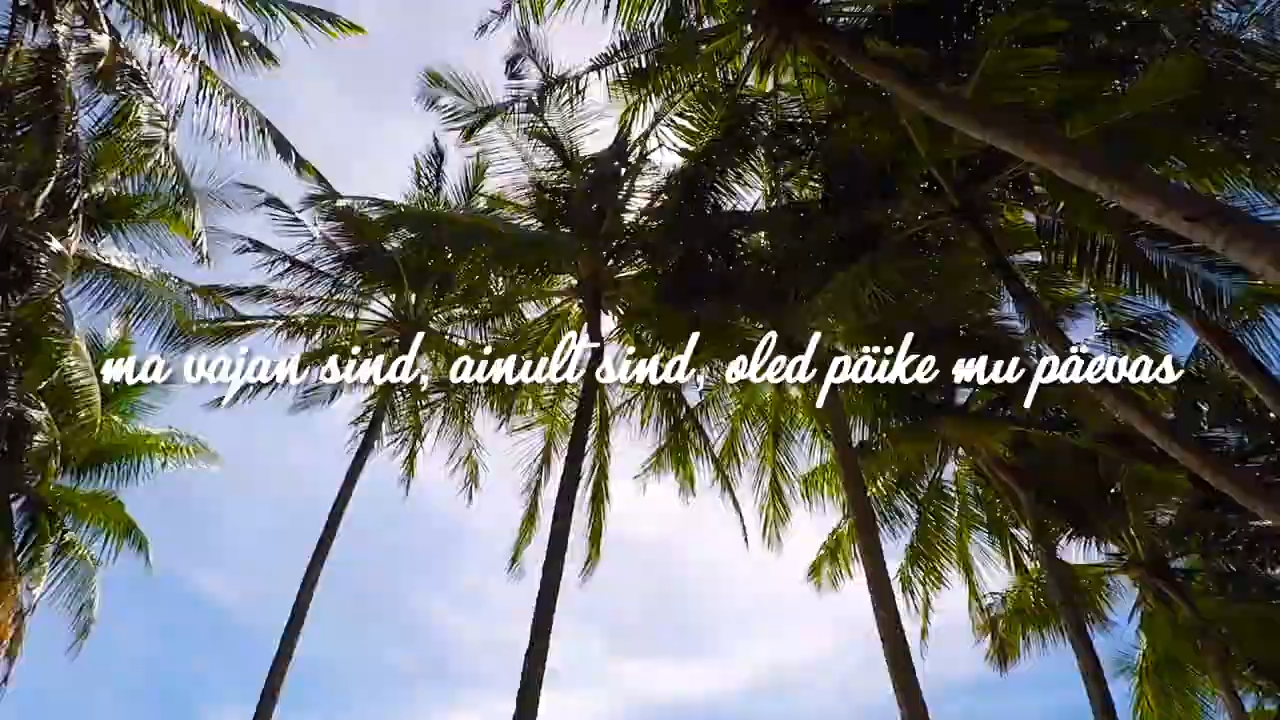 ma vajan sind, ainult sind, oled päike mu päevas